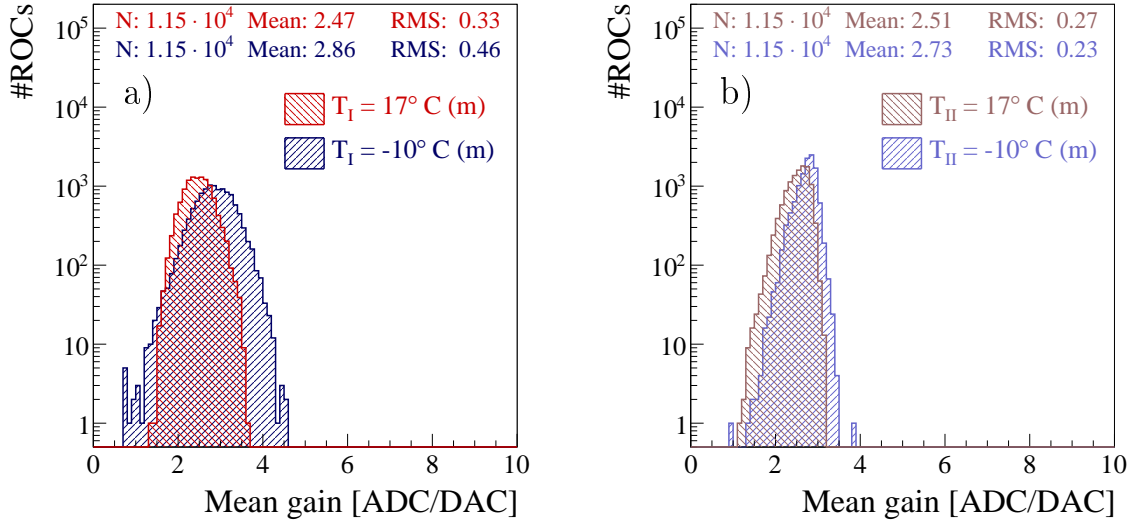 N: 1.15 · 10^4 Mean: 2.47 RMS: 0.33
N: 1.15 · 10^4 Mean: 2.86 RMS: 0.46
a)
T_I = 17° C (m)
T_I = -10° C (m)
#ROCs
10^5
10^4
10^3
10^2
10
1
0 2 4 6 8 10
Mean gain [ADC/DAC]
N: 1.15 · 10^4 Mean: 2.51 RMS: 0.27
N: 1.15 · 10^4 Mean: 2.73 RMS: 0.23
b)
T_II = 17° C (m)
T_II = -10° C (m)
#ROCs
10^5
10^4
10^3
10^2
10
1
0 2 4 6 8 10
Mean gain [ADC/DAC]